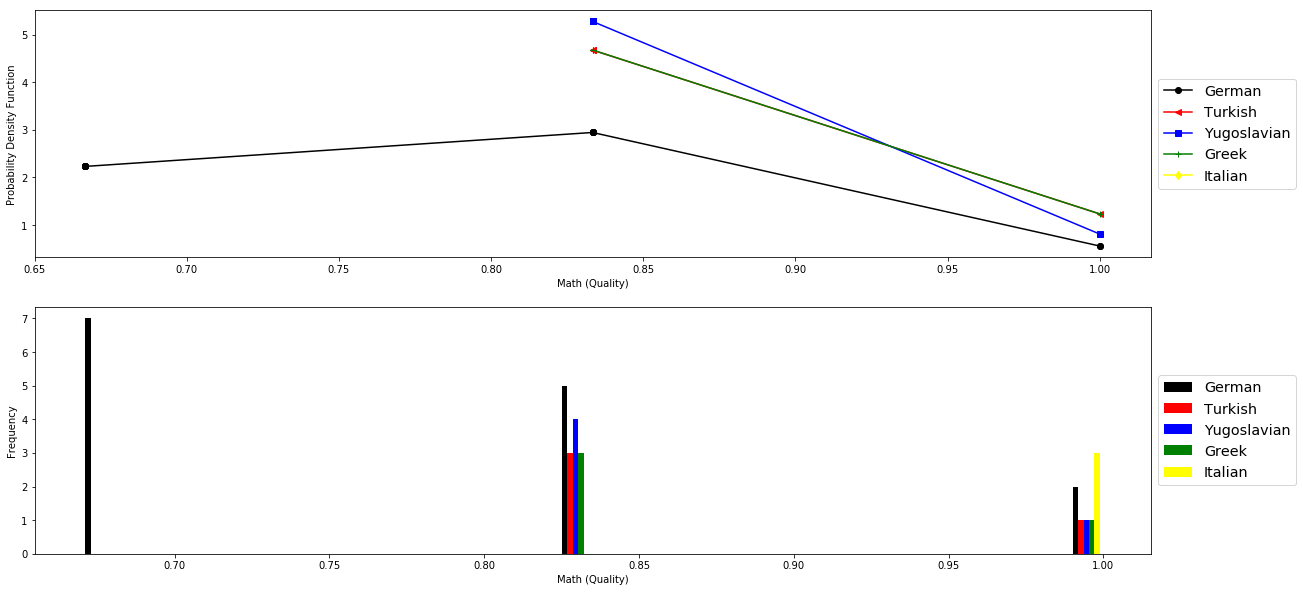 5
4
3
2
1
Probability Density Function
0.65 0.70 0.75 0.80 0.85 0.90 0.95 1.00
Math (Quality)
German
Turkish
Yugoslavian
Greek
Italian
7
6
5
4
3
2
1
0
Frequency
0.70 0.75 0.80 0.85 0.90 0.95 1.00
Math (Quality)
German
Turkish
Yugoslavian
Greek
Italian